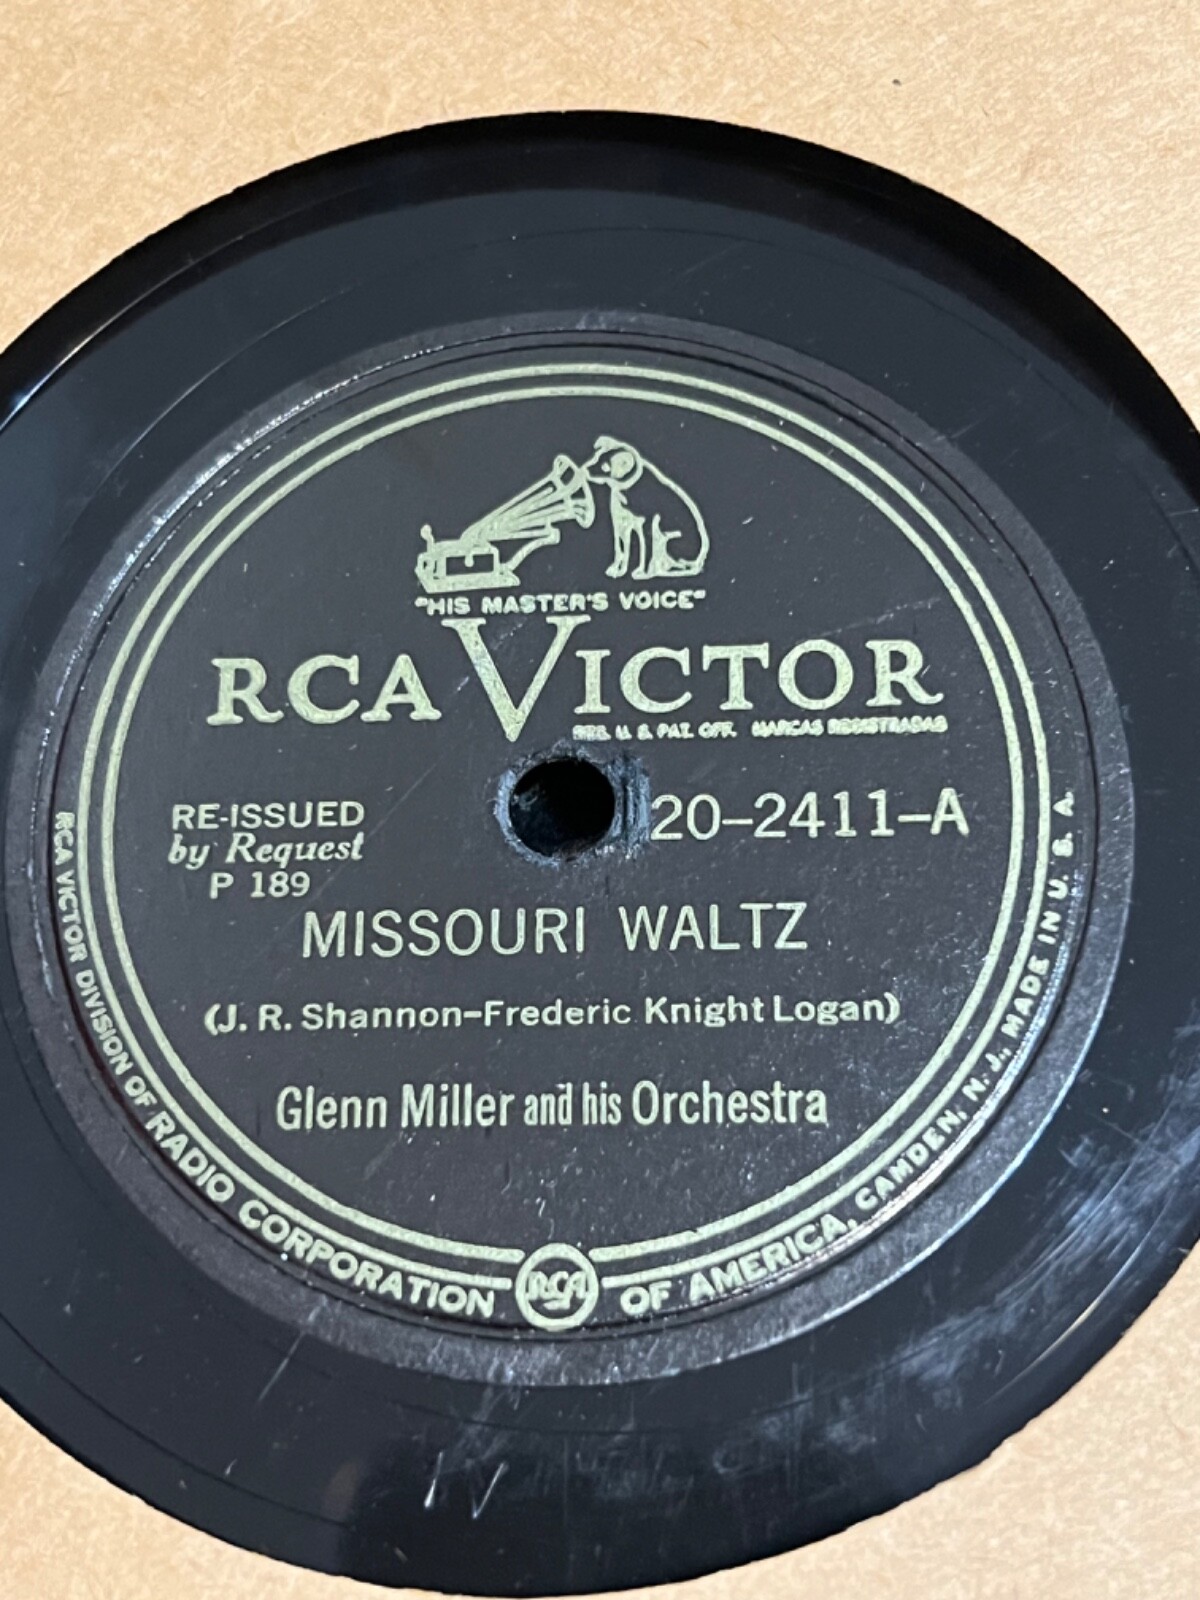 "HIS MASTER'S VOICE"
RCA VICTOR
REG. U. S. PAT. OFF. MARCAS REGISTRADAS
RE-ISSUED
by Request
P 189
20-2411-A
MISSOURI WALTZ
(J. R. Shannon-Frederic Knight Logan)
Glenn Miller and his Orchestra
RCA VICTOR DIVISION OF RADIO CORPORATION OF AMERICA, CAMDEN, N. J., MADE IN U. S. A.
RCA